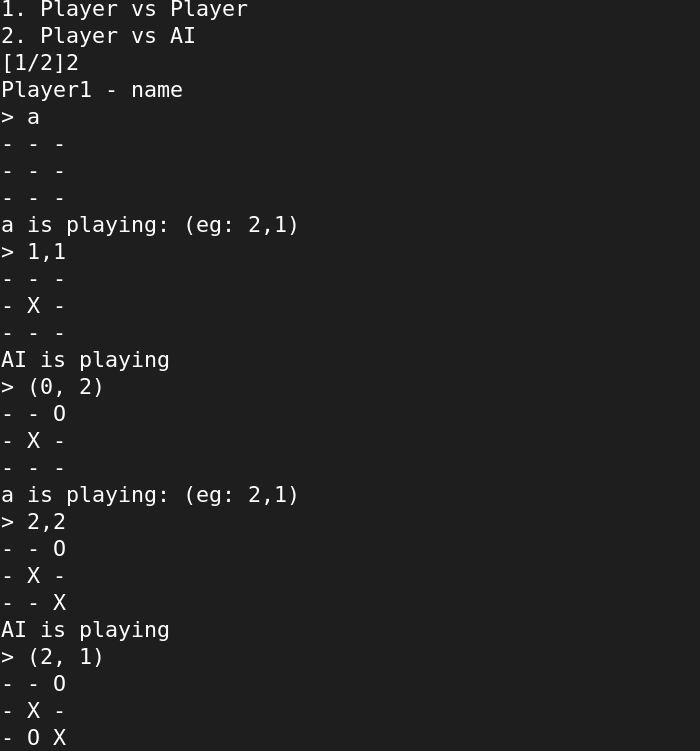 1. Player vs Player
2. Player vs AI
[1/2]2
Player1 - name
> a
- - -
- - -
- - -
a is playing: (eg: 2,1)
> 1,1
- - -
- X -
- - -
AI is playing
> (0, 2)
- - O
- X -
- - -
a is playing: (eg: 2,1)
> 2,2
- - O
- X -
- - X
AI is playing
> (2, 1)
- - O
- X -
- O X